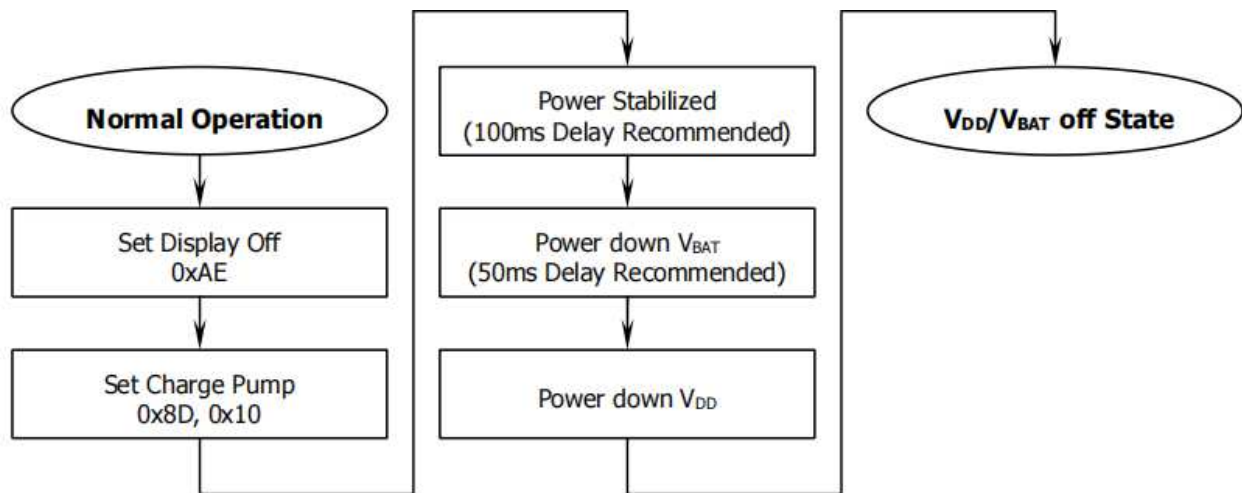 Normal Operation
Set Display Off
0xAE
Set Charge Pump
0x8D, 0x10
Power Stabilized
(100ms Delay Recommended)
Power down VBAT
(50ms Delay Recommended)
Power down VDD
VDD/VBAT off State